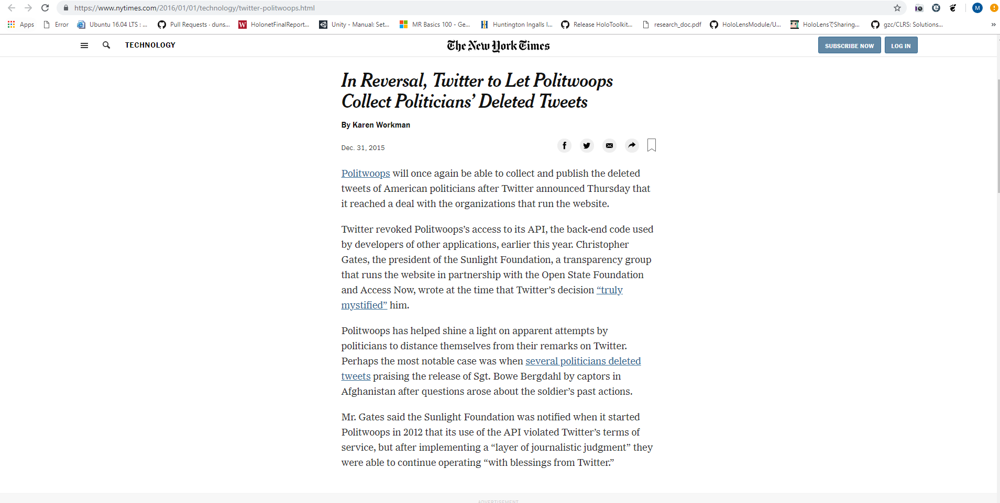 https://www.nytimes.com/2016/01/01/technology/twitter-politwoops.html
M
Apps Error Ubuntu 16.04 LTS : ... Pull Requests · duns... W HolonetFinalReport... Unity - Manual: Set... MR Basics 100 - Ge... Huntington Ingalls I... Release HoloToolkit... research_doc.pdf HoloLensModule/U... HoloLensでSharing... gzc/CLRS: Solutions... »
TECHNOLOGY The New York Times SUBSCRIBE NOW LOG IN
In Reversal, Twitter to Let Politwoops
Collect Politicians’ Deleted Tweets
By Karen Workman
Dec. 31, 2015
Politwoops will once again be able to collect and publish the deleted
tweets of American politicians after Twitter announced Thursday that
it reached a deal with the organizations that run the website.
Twitter revoked Politwoops’s access to its API, the back-end code used
by developers of other applications, earlier this year. Christopher
Gates, the president of the Sunlight Foundation, a transparency group
that runs the website in partnership with the Open State Foundation
and Access Now, wrote at the time that Twitter’s decision “truly
mystified” him.
Politwoops has helped shine a light on apparent attempts by
politicians to distance themselves from their remarks on Twitter.
Perhaps the most notable case was when several politicians deleted
tweets praising the release of Sgt. Bowe Bergdahl by captors in
Afghanistan after questions arose about the soldier’s past actions.
Mr. Gates said the Sunlight Foundation was notified when it started
Politwoops in 2012 that its use of the API violated Twitter’s terms of
service, but after implementing a “layer of journalistic judgment” they
were able to continue operating “with blessings from Twitter.”
ADVERTISEMENT